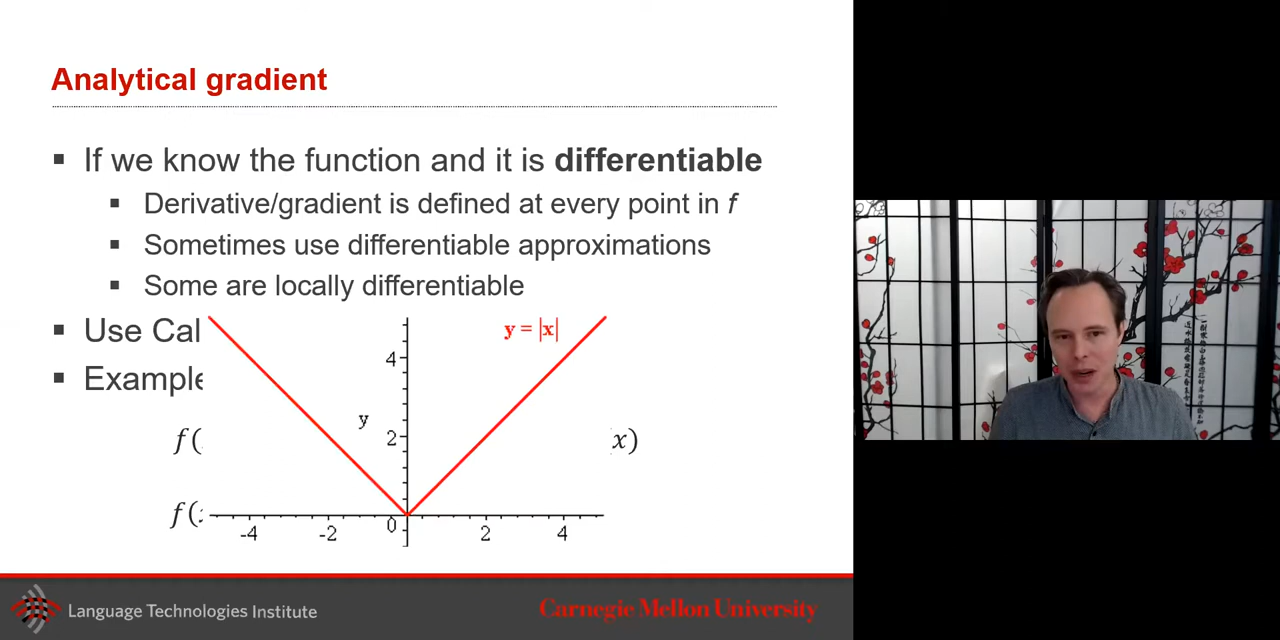 Analytical gradient
▪ If we know the function and it is differentiable
▪ Derivative/gradient is defined at every point in f
▪ Sometimes use differentiable approximations
▪ Some are locally differentiable
▪ Use Cal
y = |x|
4
▪ Example
y
2
f(
x)
f(
0
-4 -2 2 4
Language Technologies Institute
Carnegie Mellon University